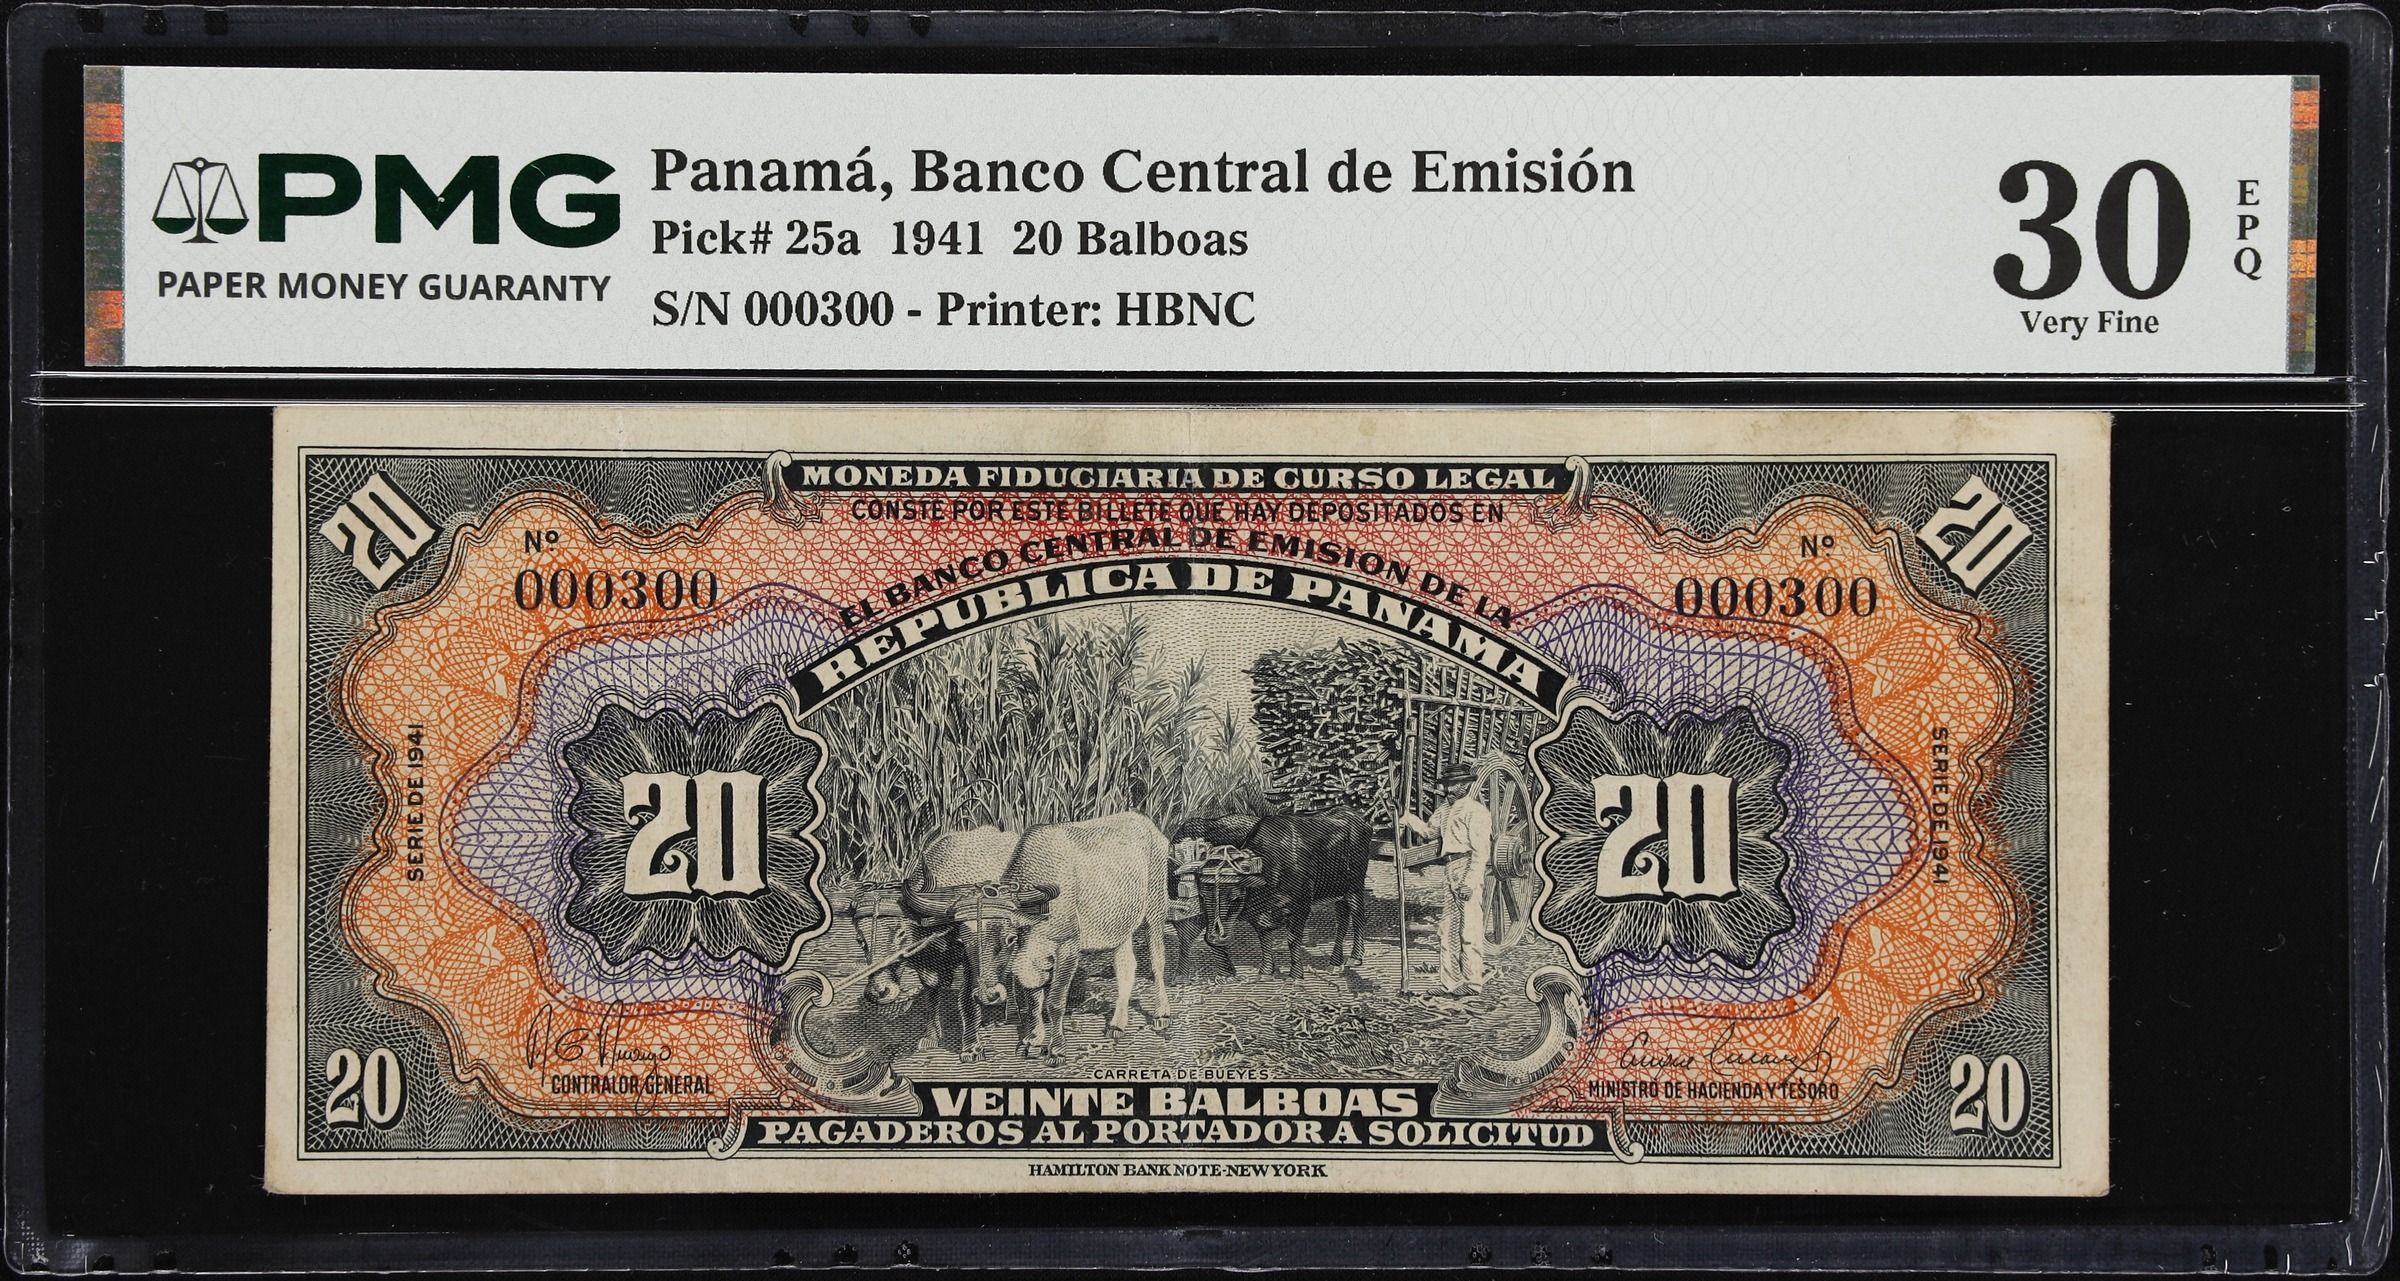 PMG
PAPER MONEY GUARANTY
Panamá, Banco Central de Emisión
Pick# 25a 1941 20 Balboas
S/N 000300 - Printer: HBNC
30
EPQ
Very Fine
MONEDA FIDUCIARIA DE CURSO LEGAL
CONSTE POR ESTE BILLETE QUE HAY DEPOSITADOS EN
EL BANCO CENTRAL DE EMISION DE LA
REPUBLICA DE PANAMA
20
20
Nº
000300
Nº
000300
SERIE DE 1941
20
20
SERIE DE 1941
CONTRALOR GENERAL
MINISTRO DE HACIENDA Y TESORO
20
20
CARRETA DE BUEYES
VEINTE BALBOAS
PAGADEROS AL PORTADOR A SOLICITUD
HAMILTON BANK NOTE-NEW YORK